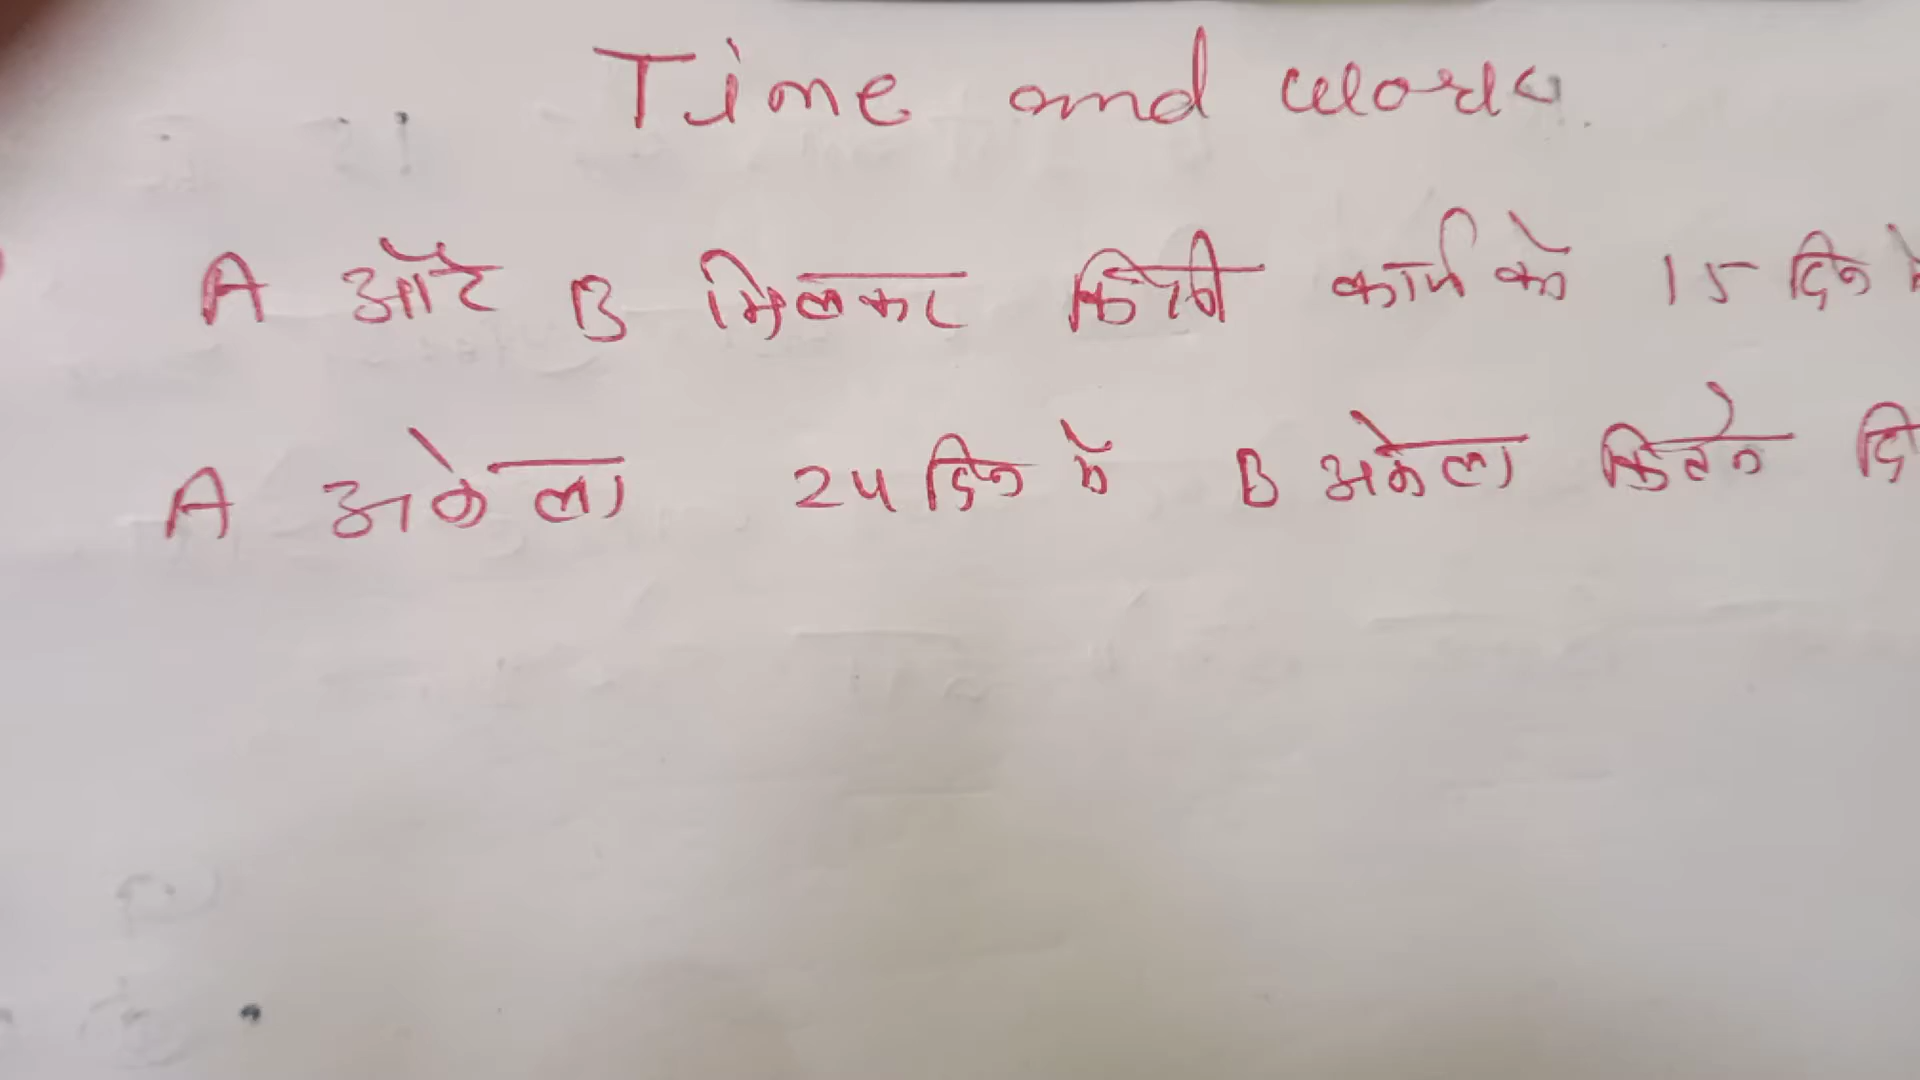 Time and work
A और B मिलकर किसी कार्य को 15 दिन मे
A अकेला 24 दिन मे B अकेला कितने दि